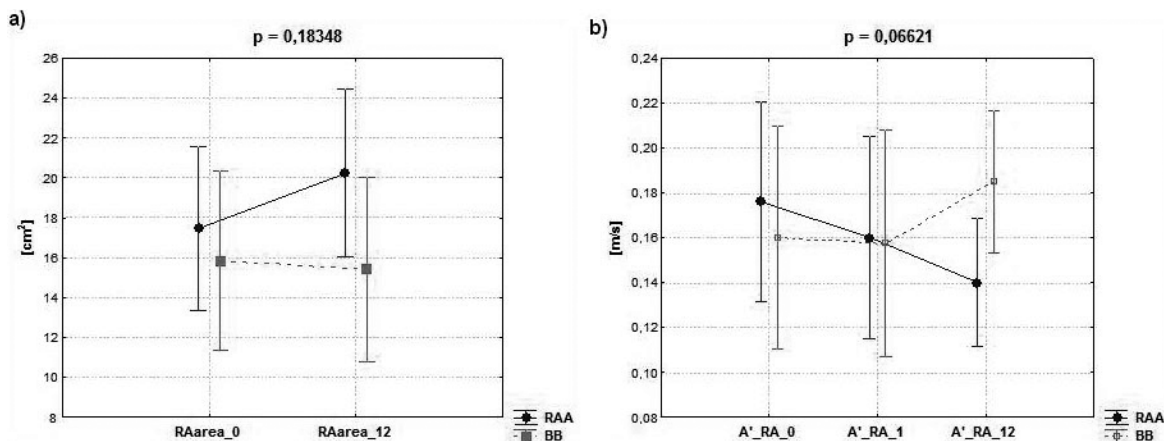 a)
p = 0,18348
[cm²]
26
24
22
20
18
16
14
12
10
8
RAarea_0 RAarea_12
RAA
BB
b)
p = 0,06621
[m/s]
0,24
0,22
0,20
0,18
0,16
0,14
0,12
0,10
0,08
A'_RA_0 A'_RA_1 A'_RA_12
RAA
BB